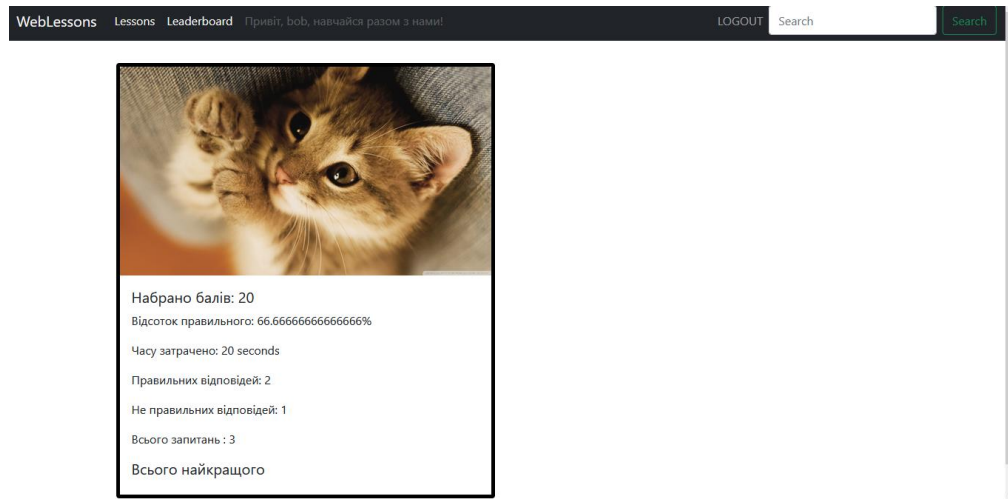 WebLessons Lessons Leaderboard Привіт, bob, навчайся разом з нами! LOGOUT Search Search
Набрано балів: 20
Відсоток правильного: 66.66666666666666%
Часу затрачено: 20 seconds
Правильних відповідей: 2
Не правильних відповідей: 1
Всього запитань : 3
Всього найкращого